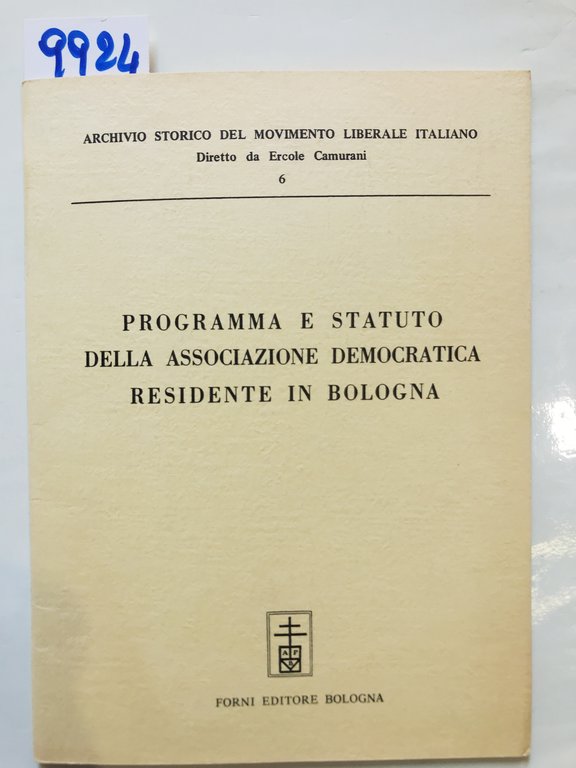 9924
ARCHIVIO STORICO DEL MOVIMENTO LIBERALE ITALIANO
Diretto da Ercole Camurani
6
PROGRAMMA E STATUTO
DELLA ASSOCIAZIONE DEMOCRATICA
RESIDENTE IN BOLOGNA
A F
B
FORNI EDITORE BOLOGNA